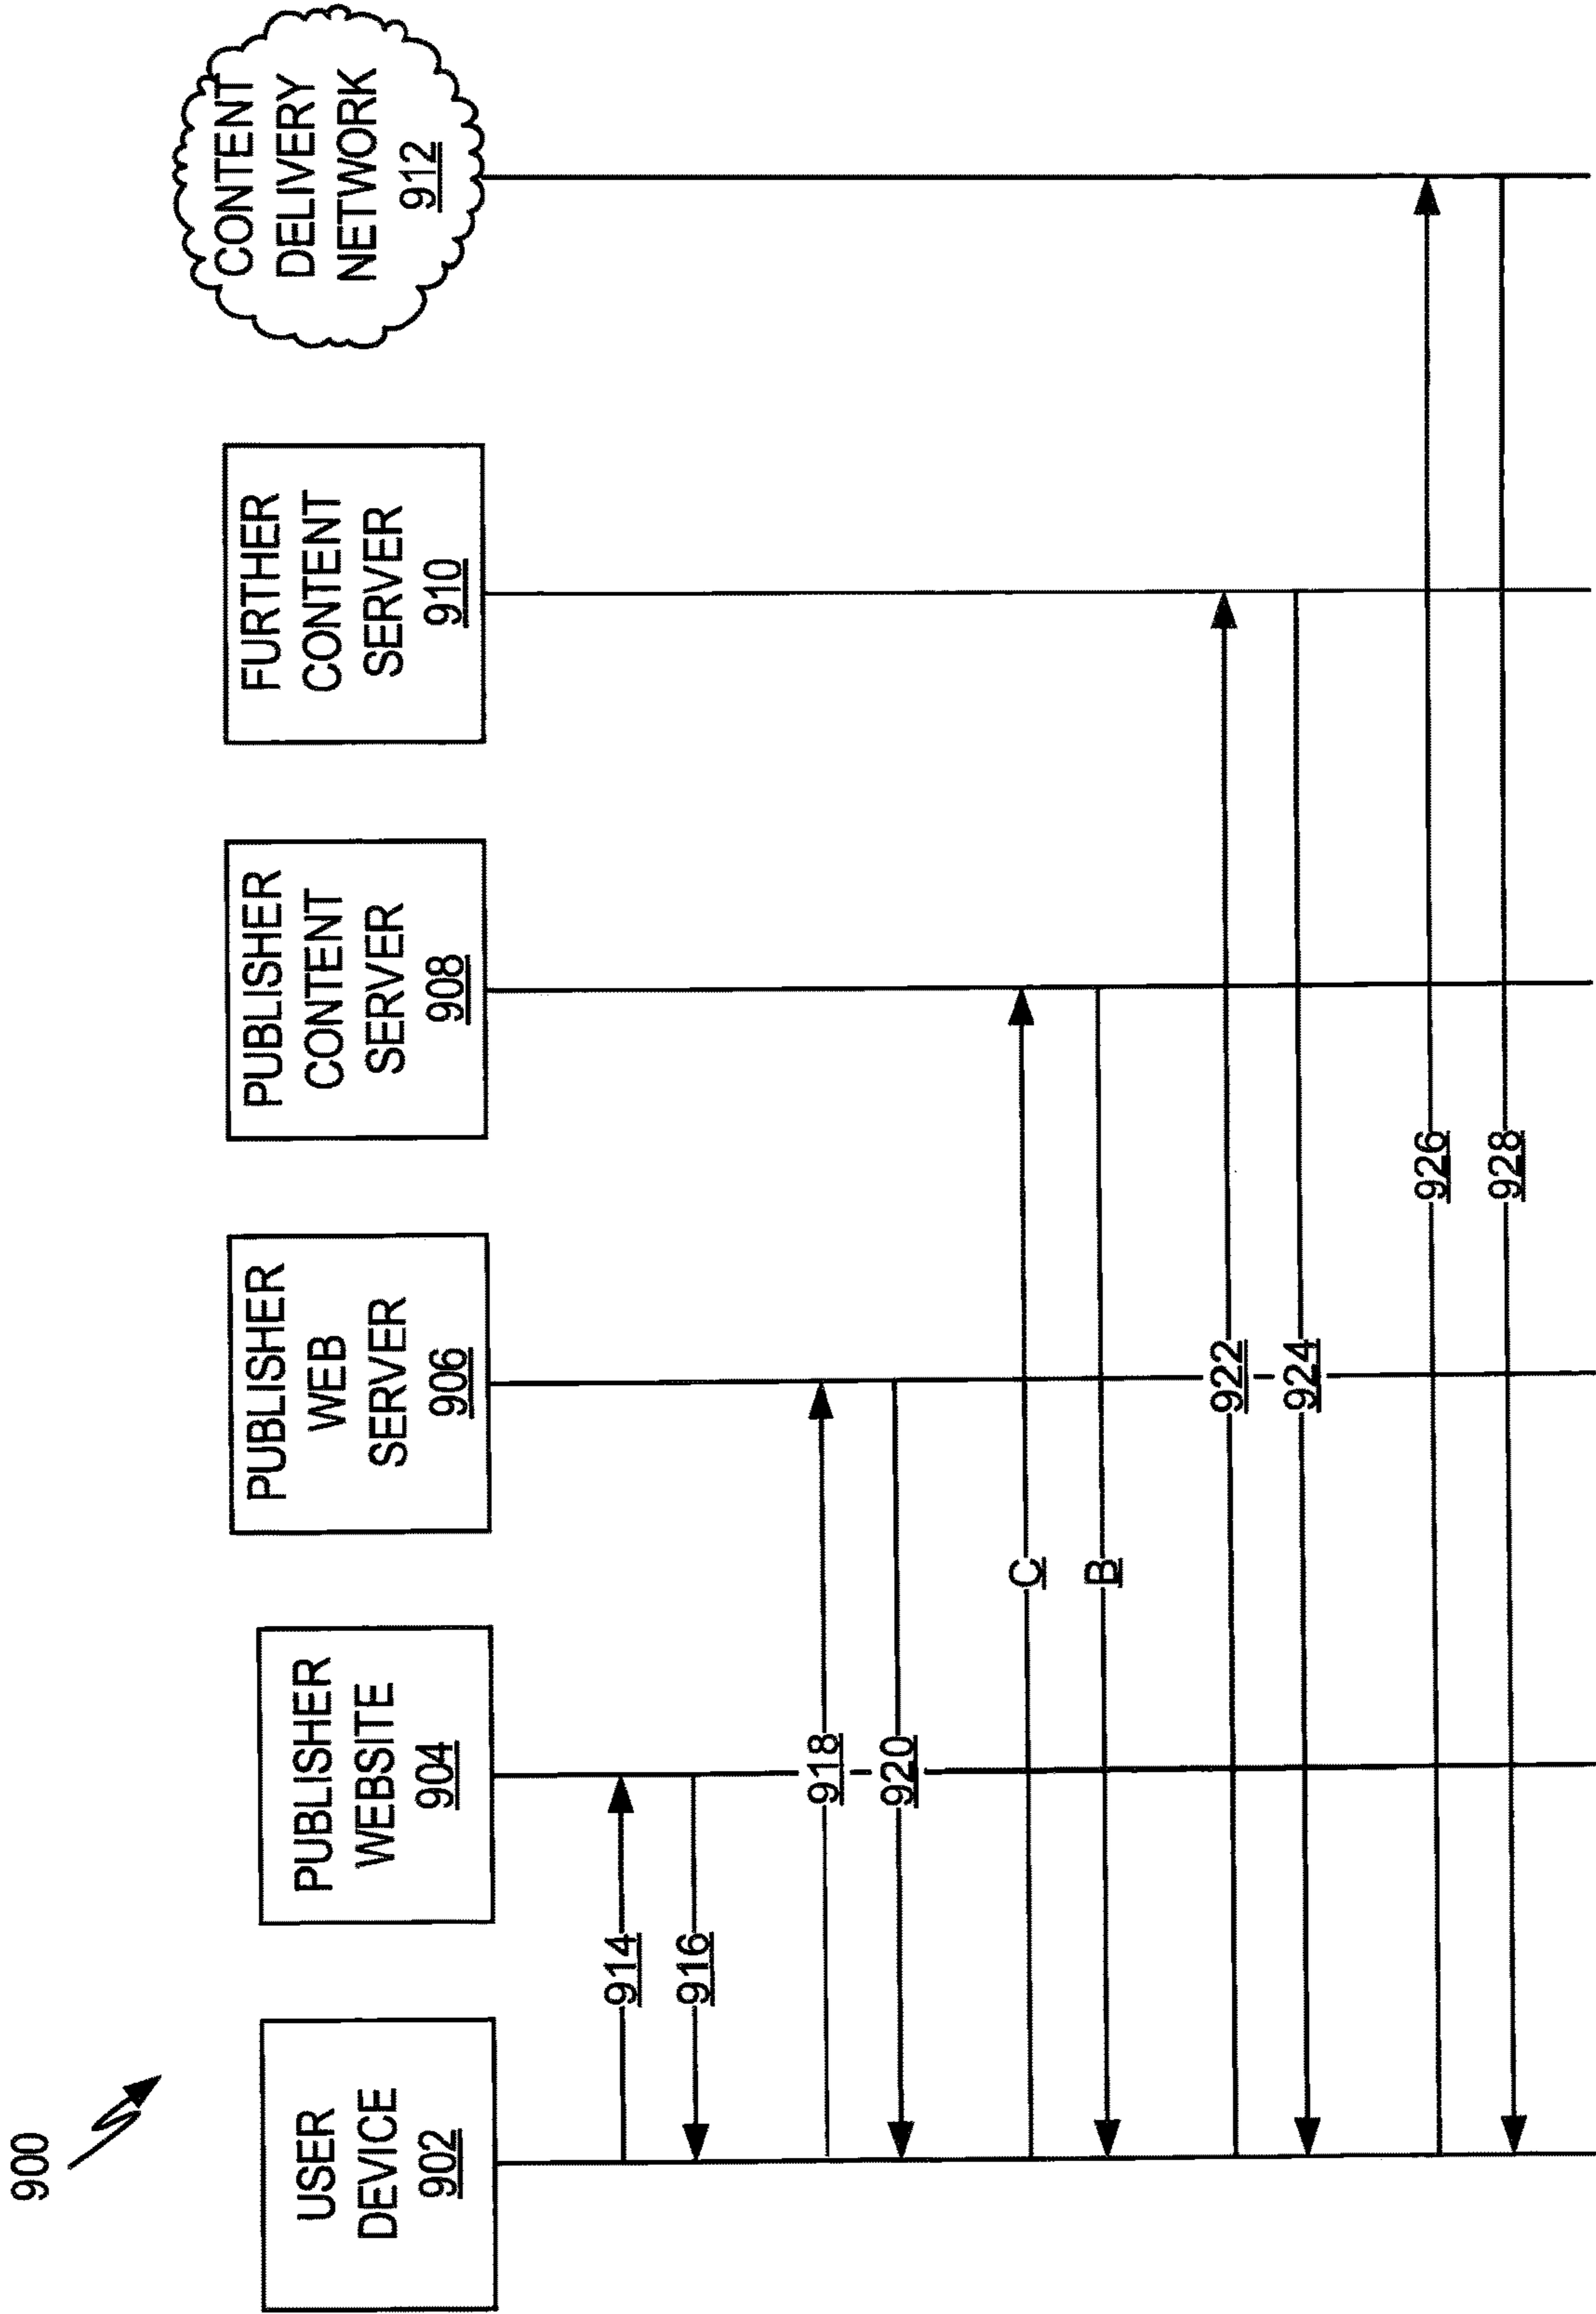 900
USER
DEVICE
902
PUBLISHER
WEBSITE
904
PUBLISHER
WEB
SERVER
906
PUBLISHER
CONTENT
SERVER
908
FURTHER
CONTENT
SERVER
910
CONTENT
DELIVERY
NETWORK
912
914
916
918
920
C
B
922
924
926
928